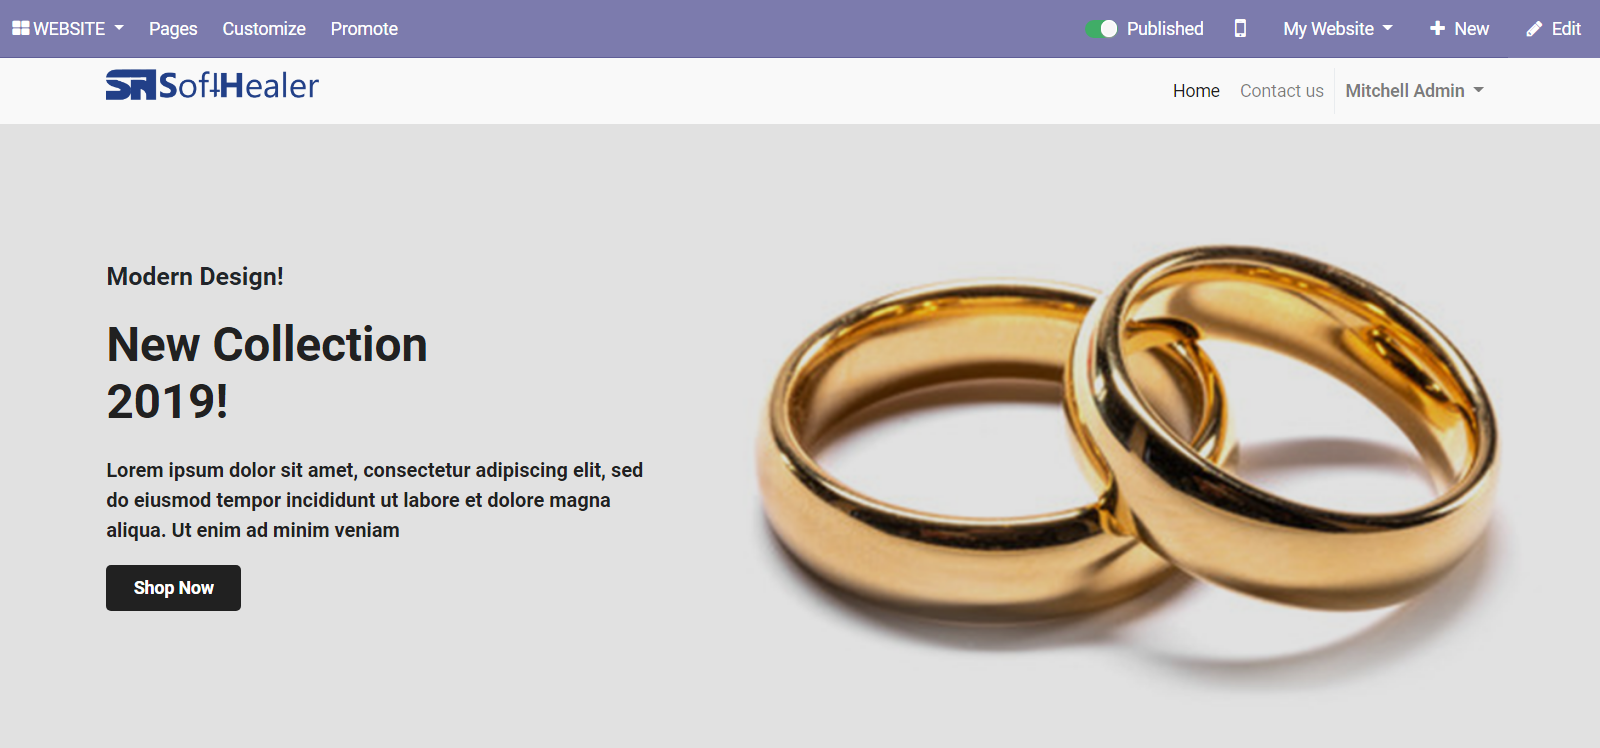 WEBSITE Pages Customize Promote Published My Website New Edit
SoftHealer Home Contact us Mitchell Admin
Modern Design!
New Collection
2019!
Lorem ipsum dolor sit amet, consectetur adipiscing elit, sed
do eiusmod tempor incididunt ut labore et dolore magna
aliqua. Ut enim ad minim veniam
Shop Now